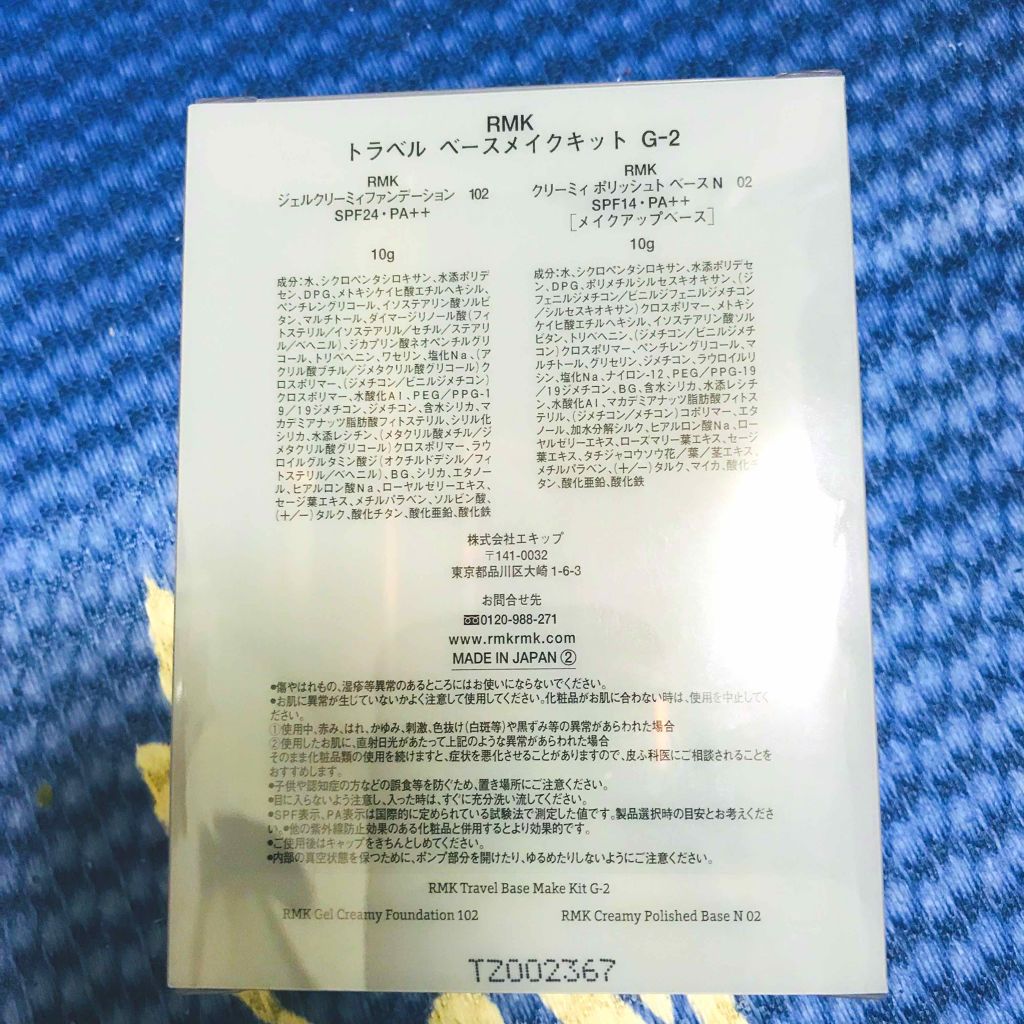 RMK
トラベル ベースメイクキット G-2
RMK
ジェルクリーミィファンデーション 102
SPF24・PA++
10g
成分:水、シクロペンタシロキサン、水添ポリデ
セン、DPG、メトキシケイヒ酸エチルヘキシル、
ペンチレングリコール、イソステアリン酸ソルビ
タン、マルチトール、ダイマージリノール酸(フィ
トステリル/イソステアリル/セチル/ステアリ
ル/ベヘニル)、ジカプリン酸ネオペンチルグリ
コール、トリベヘニン、ワセリン、塩化Na、(ア
クリル酸ブチル/ジメタクリル酸グリコール)ク
ロスポリマー、(ジメチコン/ビニルジメチコン)
クロスポリマー、水酸化Al、PEG/PPG-1
9/19ジメチコン、ジメチコン、含水シリカ、マ
カデミアナッツ脂肪酸フィトステリル、シリル化
シリカ、水添レシチン、(メタクリル酸メチル/ジ
メタクリル酸グリコール)クロスポリマー、ラウ
ロイルグルタミン酸ジ(オクチルドデシル/フィ
トステリル/ベヘニル)、BG、シリカ、エタノー
ル、ヒアルロン酸Na、ローヤルゼリーエキス、
セージ葉エキス、メチルパラベン、ソルビン酸、
(+/−)タルク、酸化チタン、酸化亜鉛、酸化鉄
RMK
クリーミィ ポリッシュト ベース N 02
SPF14・PA++
[メイクアップベース]
10g
成分:水、シクロペンタシロキサン、水添ポリデセ
ン、DPG、ポリメチルシルセスキオキサン、(ジ
フェニルジメチコン/ビニルジフェニルジメチコン
/シルセスキオキサン)クロスポリマー、メトキシ
ケイヒ酸エチルヘキシル、イソステアリン酸ソル
ビタン、トリベヘニン、(ジメチコン/ビニルジメチ
コン)クロスポリマー、ペンチレングリコール、マ
ルチトール、グリセリン、ジメチコン、ラウロイルリ
シン、塩化Na、ナイロン-12、PEG/PPG-19
/19ジメチコン、BG、含水シリカ、水添レシチ
ン、水酸化Al、マカデミアナッツ脂肪酸フィトス
テリル、(ジメチコン/メチコン)コポリマー、エタ
ノール、加水分解シルク、ヒアルロン酸Na、ロー
ヤルゼリーエキス、ローズマリー葉エキス、セージ
葉エキス、タチジャコウソウ花/葉/茎エキス、
メチルパラベン、(+/−)タルク、マイカ、酸化チ
タン、酸化亜鉛、酸化鉄
株式会社エキップ
〒141-0032
東京都品川区大崎 1-6-3
お問合せ先
0120-988-271
www.rmkrmk.com
MADE IN JAPAN ②
●傷やはれもの、湿疹等異常のあるところにはお使いにならないでください。
●お肌に異常が生じていないかよく注意して使用してください。化粧品がお肌に合わない時は、使用を中止してく
ださい。
①使用中、赤み、はれ、かゆみ、刺激、色抜け(白斑等)や黒ずみ等の異常があらわれた場合
②使用したお肌に、直射日光があたって上記のような異常があらわれた場合
そのまま化粧品類の使用を続けますと、症状を悪化させることがありますので、皮ふ科医にご相談されることを
おすすめします。
●子供や認知症の方などの誤食等を防ぐため、置き場所にご注意ください。
●目に入らないよう注意し、入った時は、すぐに充分洗い流してください。
●SPF表示、PA表示は国際的に定められている試験法で測定した値です。製品選択時の目安とお考えくださ
い。●他の紫外線防止効果のある化粧品と併用するとより効果的です。
●ご使用後はキャップをきちんとしめてください。
●内部の真空状態を保つために、ポンプ部分を開けたり、ゆるめたりしないようにご注意ください。
RMK Travel Base Make Kit G-2
RMK Gel Creamy Foundation 102
RMK Creamy Polished Base N 02
TZ002367